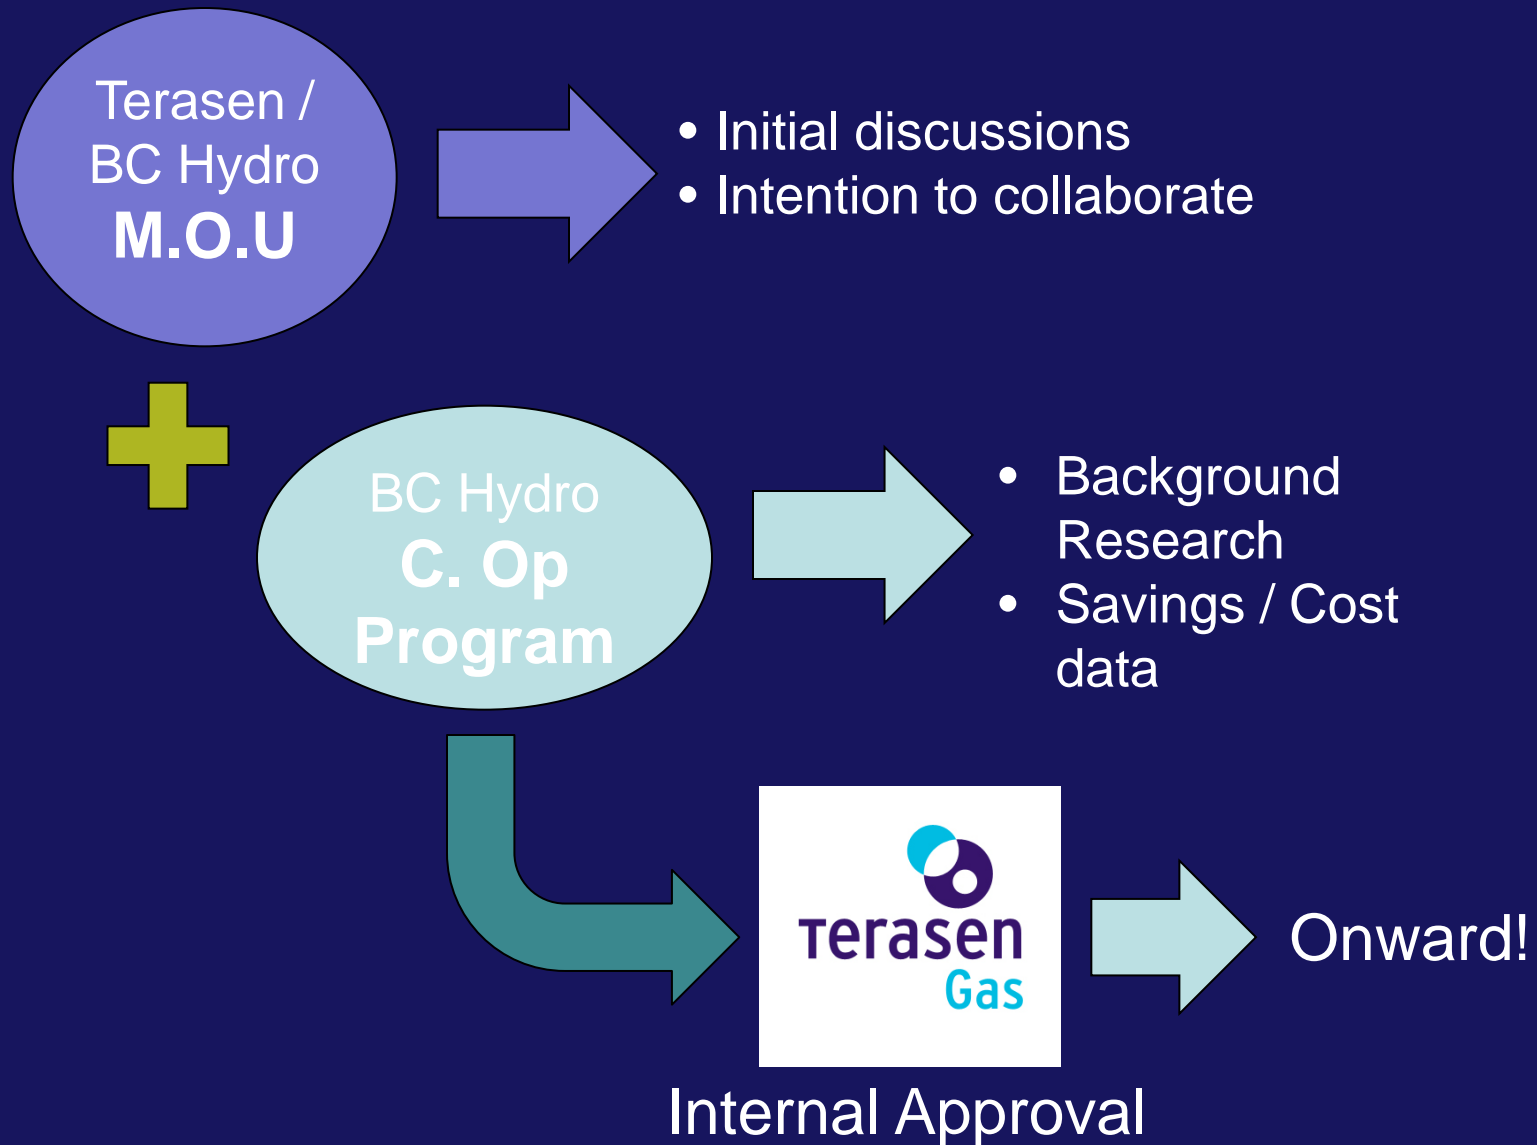 Terasen /
BC Hydro
M.O.U
• Initial discussions
• Intention to collaborate
BC Hydro
C. Op
Program
• Background
Research
• Savings / Cost
data
Terasen
Gas
Internal Approval
Onward!